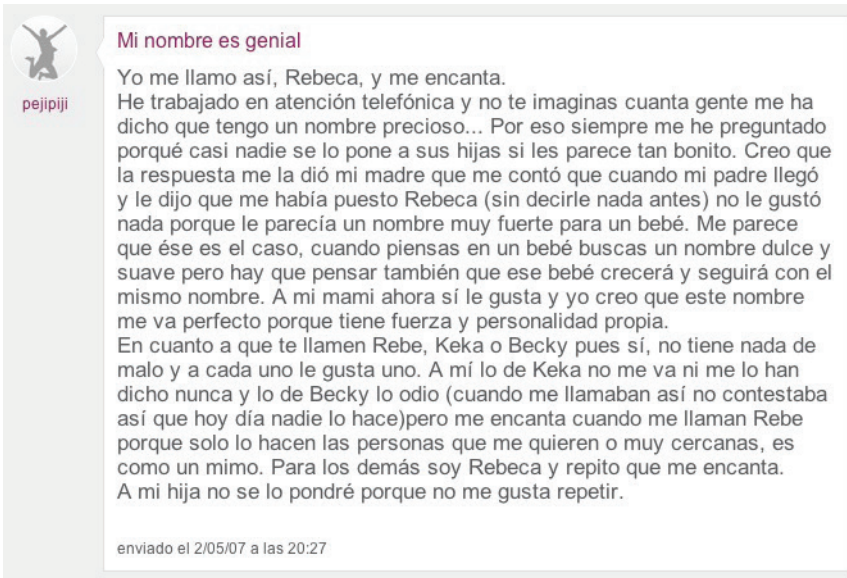 Mi nombre es genial
pejipiji
Yo me llamo así, Rebeca, y me encanta.
He trabajado en atención telefónica y no te imaginas cuanta gente me ha
dicho que tengo un nombre precioso... Por eso siempre me he preguntado
porqué casi nadie se lo pone a sus hijas si les parece tan bonito. Creo que
la respuesta me la dió mi madre que me contó que cuando mi padre llegó
y le dijo que me había puesto Rebeca (sin decirle nada antes) no le gustó
nada porque le parecía un nombre muy fuerte para un bebé. Me parece
que ése es el caso, cuando piensas en un bebé buscas un nombre dulce y
suave pero hay que pensar también que ese bebé crecerá y seguirá con el
mismo nombre. A mi mami ahora sí le gusta y yo creo que este nombre
me va perfecto porque tiene fuerza y personalidad propia.
En cuanto a que te llamen Rebe, Keka o Becky pues sí, no tiene nada de
malo y a cada uno le gusta uno. A mí lo de Keka no me va ni me lo han
dicho nunca y lo de Becky lo odio (cuando me llamaban así no contestaba
así que hoy día nadie lo hace)pero me encanta cuando me llaman Rebe
porque solo lo hacen las personas que me quieren o muy cercanas, es
como un mimo. Para los demás soy Rebeca y repito que me encanta.
A mi hija no se lo pondré porque no me gusta repetir.
enviado el 2/05/07 a las 20:27